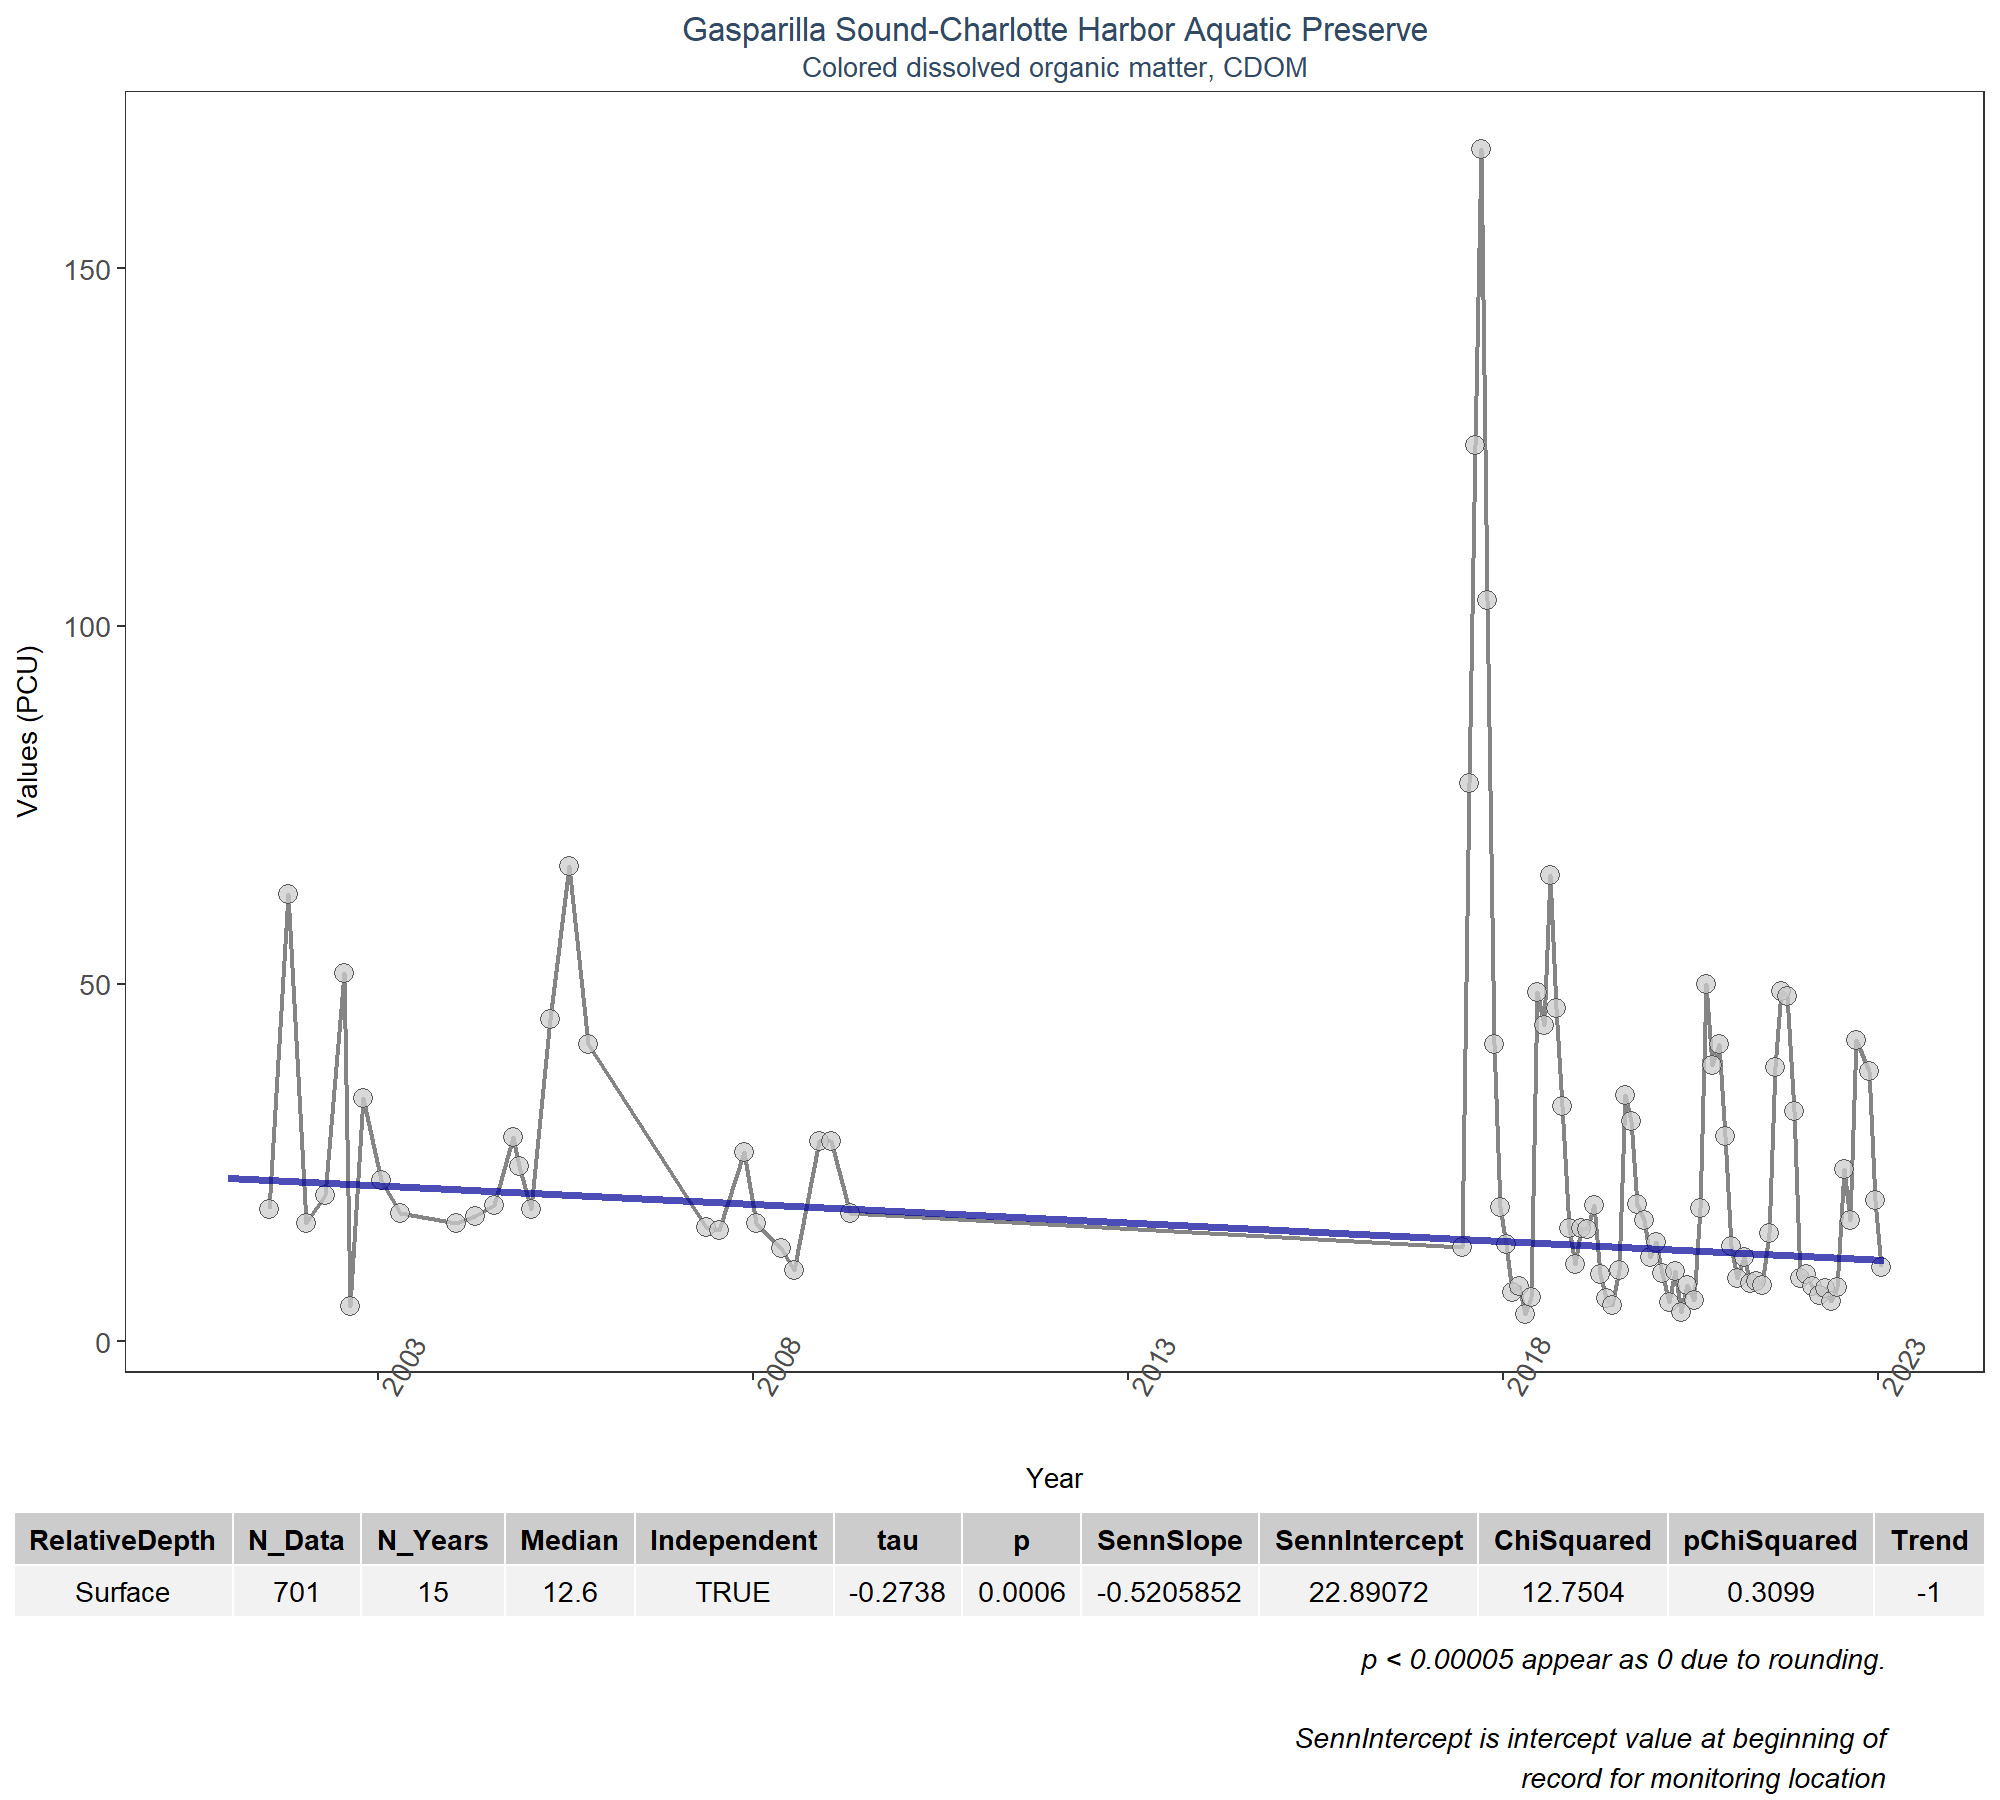 Gasparilla Sound-Charlotte Harbor Aquatic Preserve
Colored dissolved organic matter, CDOM
Values (PCU)
150
100
50
0
2003 2008 2013 2018 2023
Year
RelativeDepth N_Data N_Years Median Independent tau p SennSlope SennIntercept ChiSquared pChiSquared Trend
Surface 701 15 12.6 TRUE -0.2738 0.0006 -0.5205852 22.89072 12.7504 0.3099 -1
p < 0.00005 appear as 0 due to rounding.
SennIntercept is intercept value at beginning of
record for monitoring location